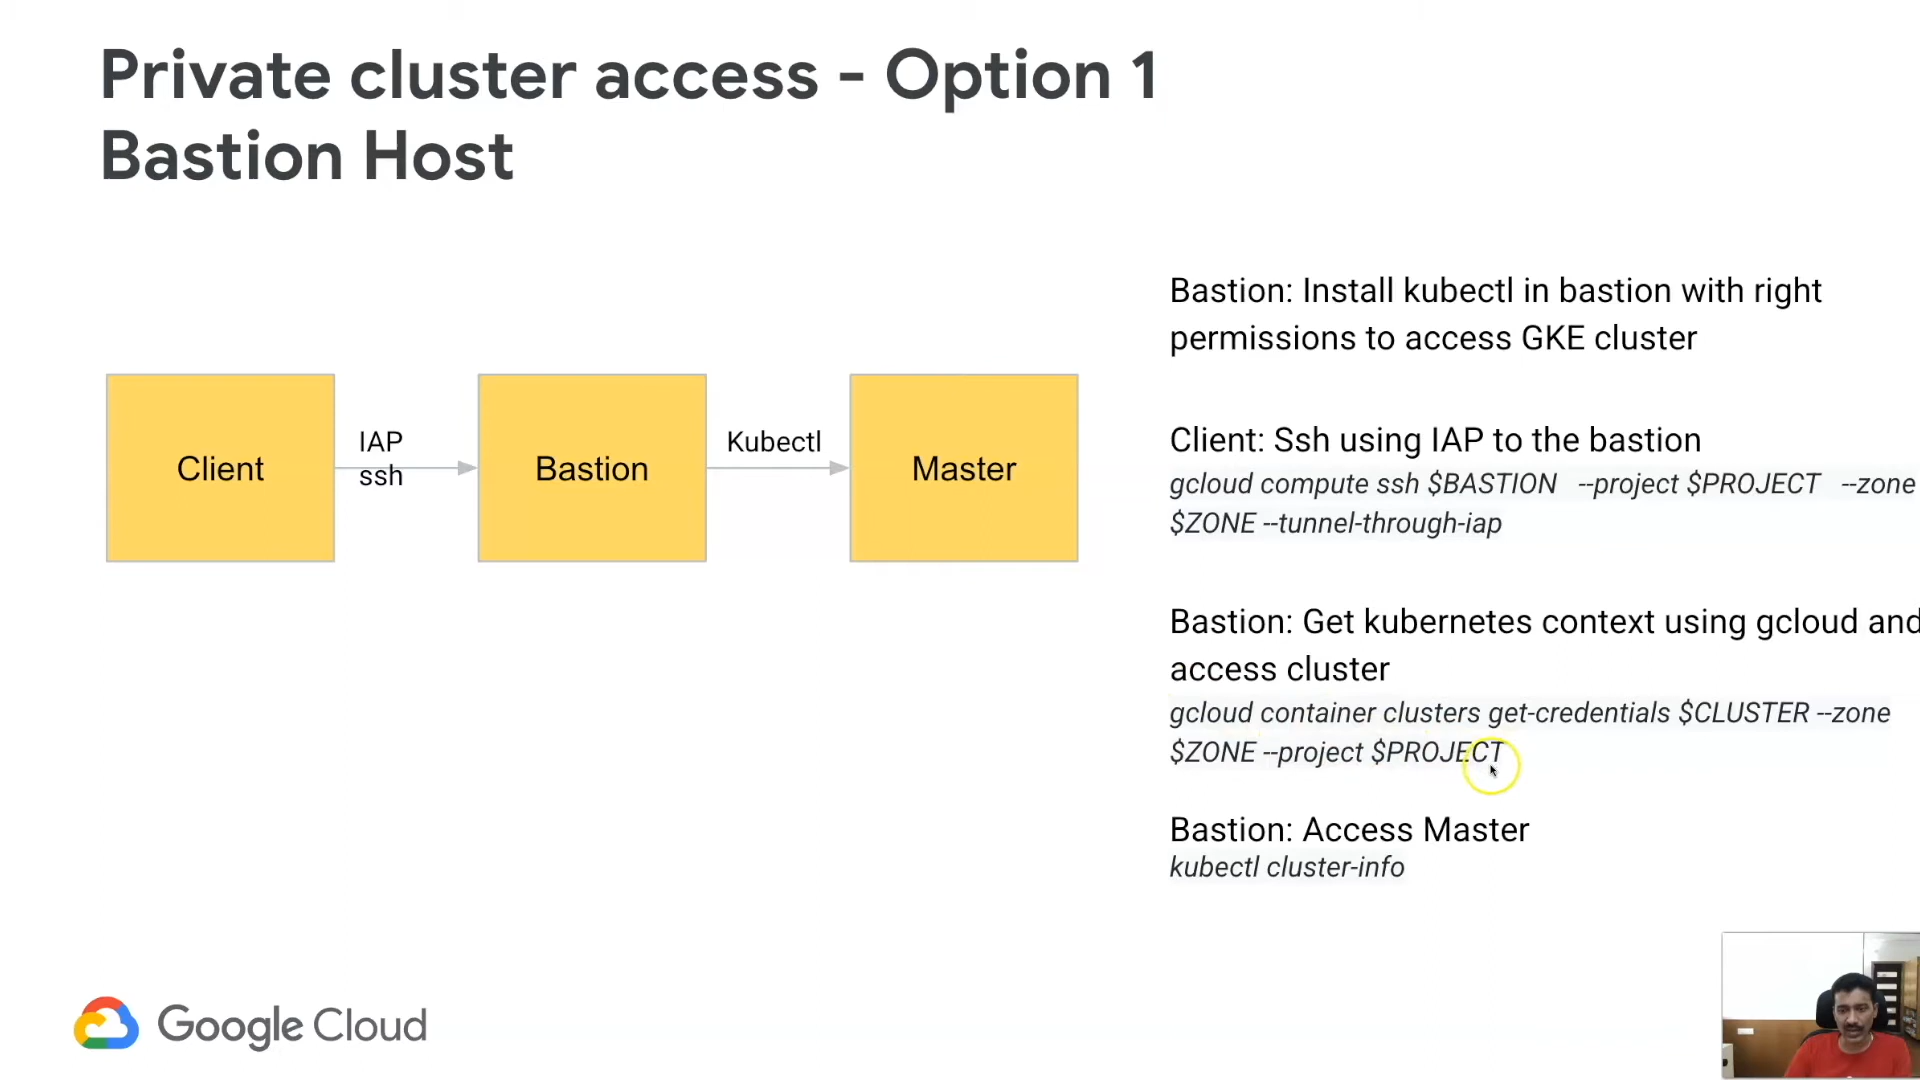 Private cluster access - Option 1
Bastion Host
Client
IAP
ssh
Bastion
Kubectl
Master
Bastion: Install kubectl in bastion with right
permissions to access GKE cluster
Client: Ssh using IAP to the bastion
gcloud compute ssh $BASTION --project $PROJECT --zone
$ZONE --tunnel-through-iap
Bastion: Get kubernetes context using gcloud and
access cluster
gcloud container clusters get-credentials $CLUSTER --zone
$ZONE --project $PROJECT
Bastion: Access Master
kubectl cluster-info
Google Cloud